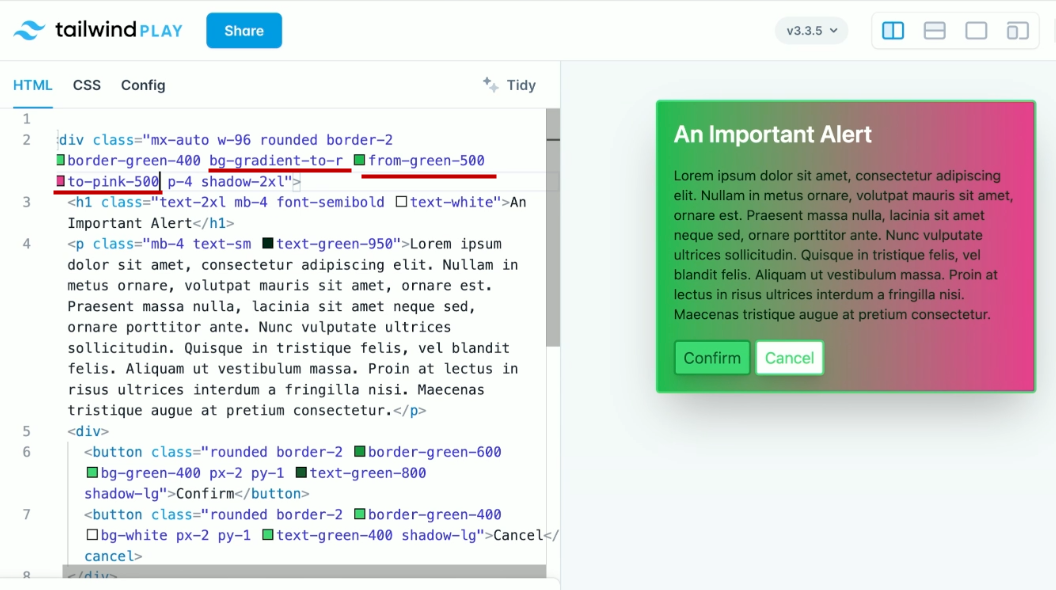 tailwind PLAY
Share
v3.3.5
HTML CSS Config
Tidy
1
2 div class="mx-auto w-96 rounded border-2
border-green-400 bg-gradient-to-r from-green-500
to-pink-500 p-4 shadow-2xl">
3 <h1 class="text-2xl mb-4 font-semibold text-white">An
Important Alert</h1>
4 <p class="mb-4 text-sm text-green-950">Lorem ipsum
dolor sit amet, consectetur adipiscing elit. Nullam in
metus ornare, volutpat mauris sit amet, ornare est.
Praesent massa nulla, lacinia sit amet neque sed,
ornare porttitor ante. Nunc vulputate ultrices
sollicitudin. Quisque in tristique felis, vel blandit
felis. Aliquam ut vestibulum massa. Proin at lectus in
risus ultrices interdum a fringilla nisi. Maecenas
tristique augue at pretium consectetur.</p>
5 <div>
6 <button class="rounded border-2 border-green-600
bg-green-400 px-2 py-1 text-green-800
shadow-lg">Confirm</button>
7 <button class="rounded border-2 border-green-400
bg-white px-2 py-1 text-green-400 shadow-lg">Cancel</
cancel>
8 </div>
An Important Alert
Lorem ipsum dolor sit amet, consectetur adipiscing
elit. Nullam in metus ornare, volutpat mauris sit amet,
ornare est. Praesent massa nulla, lacinia sit amet
neque sed, ornare porttitor ante. Nunc vulputate
ultrices sollicitudin. Quisque in tristique felis, vel
blandit felis. Aliquam ut vestibulum massa. Proin at
lectus in risus ultrices interdum a fringilla nisi.
Maecenas tristique augue at pretium consectetur.
Confirm
Cancel